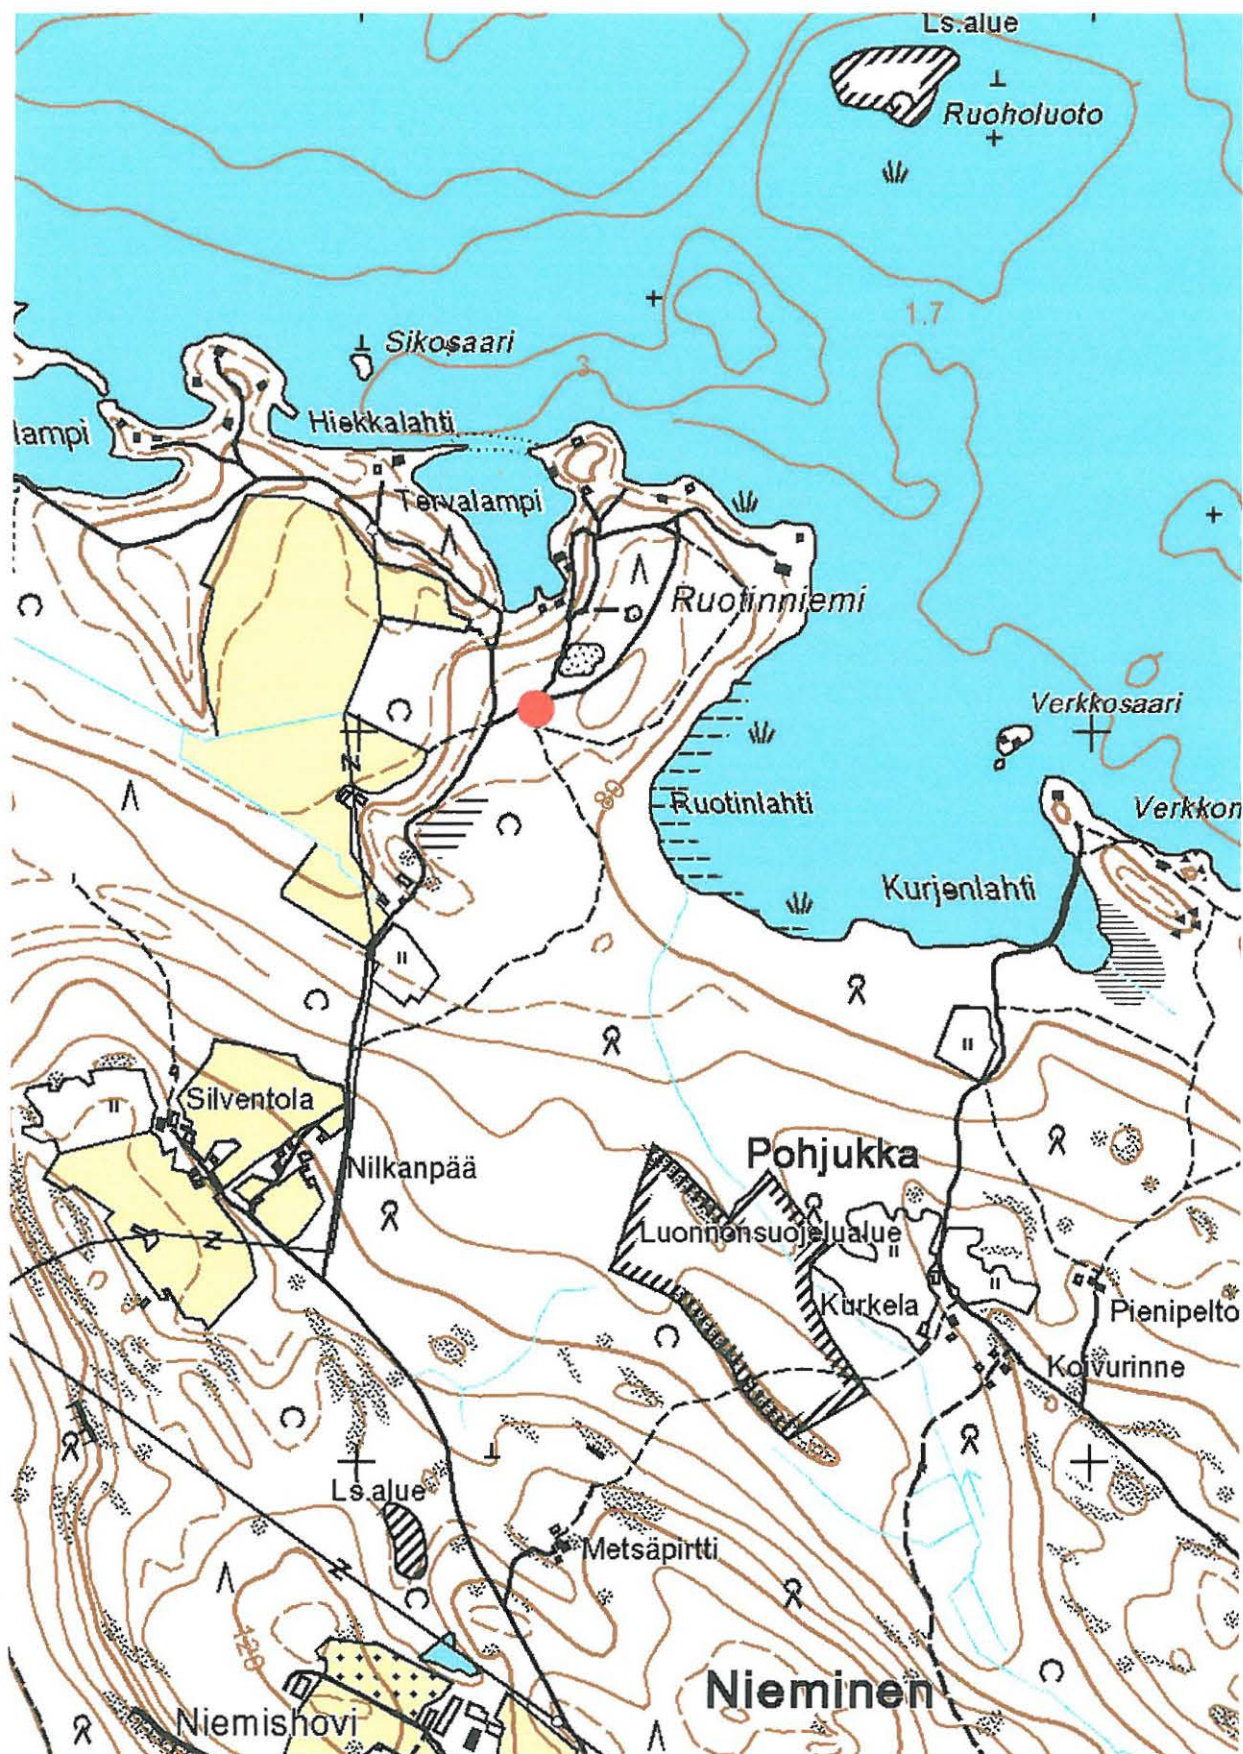 Ls.alue
Ruoholuoto
1.7
Sikosaari
3
Hiekkalahti
lampi
Tervalampi
Ruotinniemi
Verkkosaari
80
Ruotinlahti
Verkkon
Kurjenlahti
Silventola
Pohjukka
Nilkanpää
Luonnonsuojelualue
Kurkela
Pienipelto
Koivurinne
Ls.alue
Metsäpirtti
120
Nieminen
Niemishovi